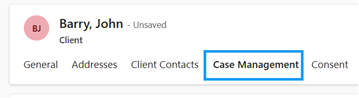 BJ
Barry, John - Unsaved
Client
General Addresses Client Contacts Case Management Consent